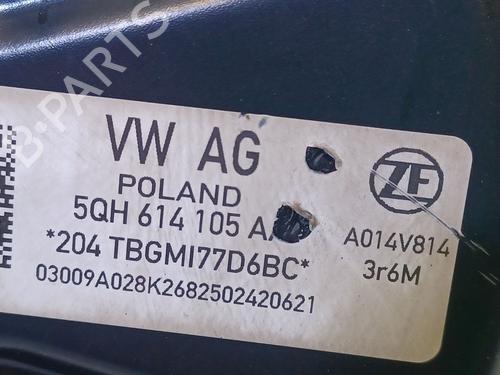 VW AG
POLAND
5QH 614 105 A
*204 TBGMI77D6BC*
03009A028K2682502420621
ZF
A014V814
3r6M
B-PARTS